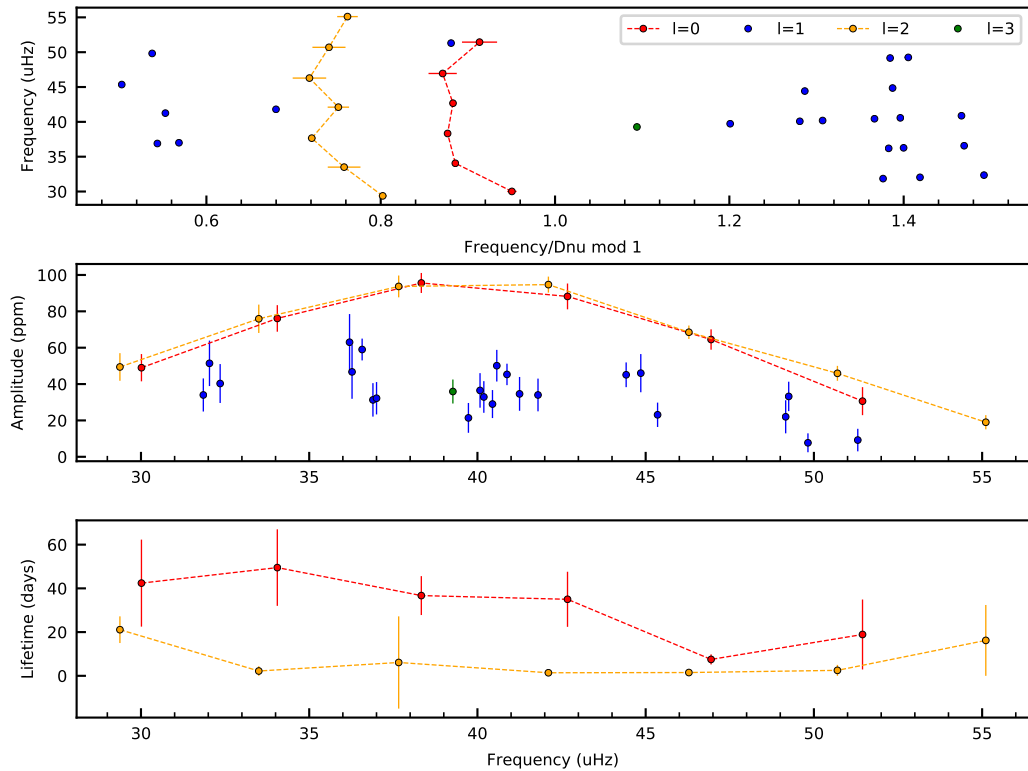 l=0 l=1 l=2 l=3
Frequency (uHz)
55
50
45
40
35
30
0.6 0.8 1.0 1.2 1.4
Frequency/Dnu mod 1
Amplitude (ppm)
100
80
60
40
20
0
30 35 40 45 50 55
Lifetime (days)
60
40
20
0
30 35 40 45 50 55
Frequency (uHz)